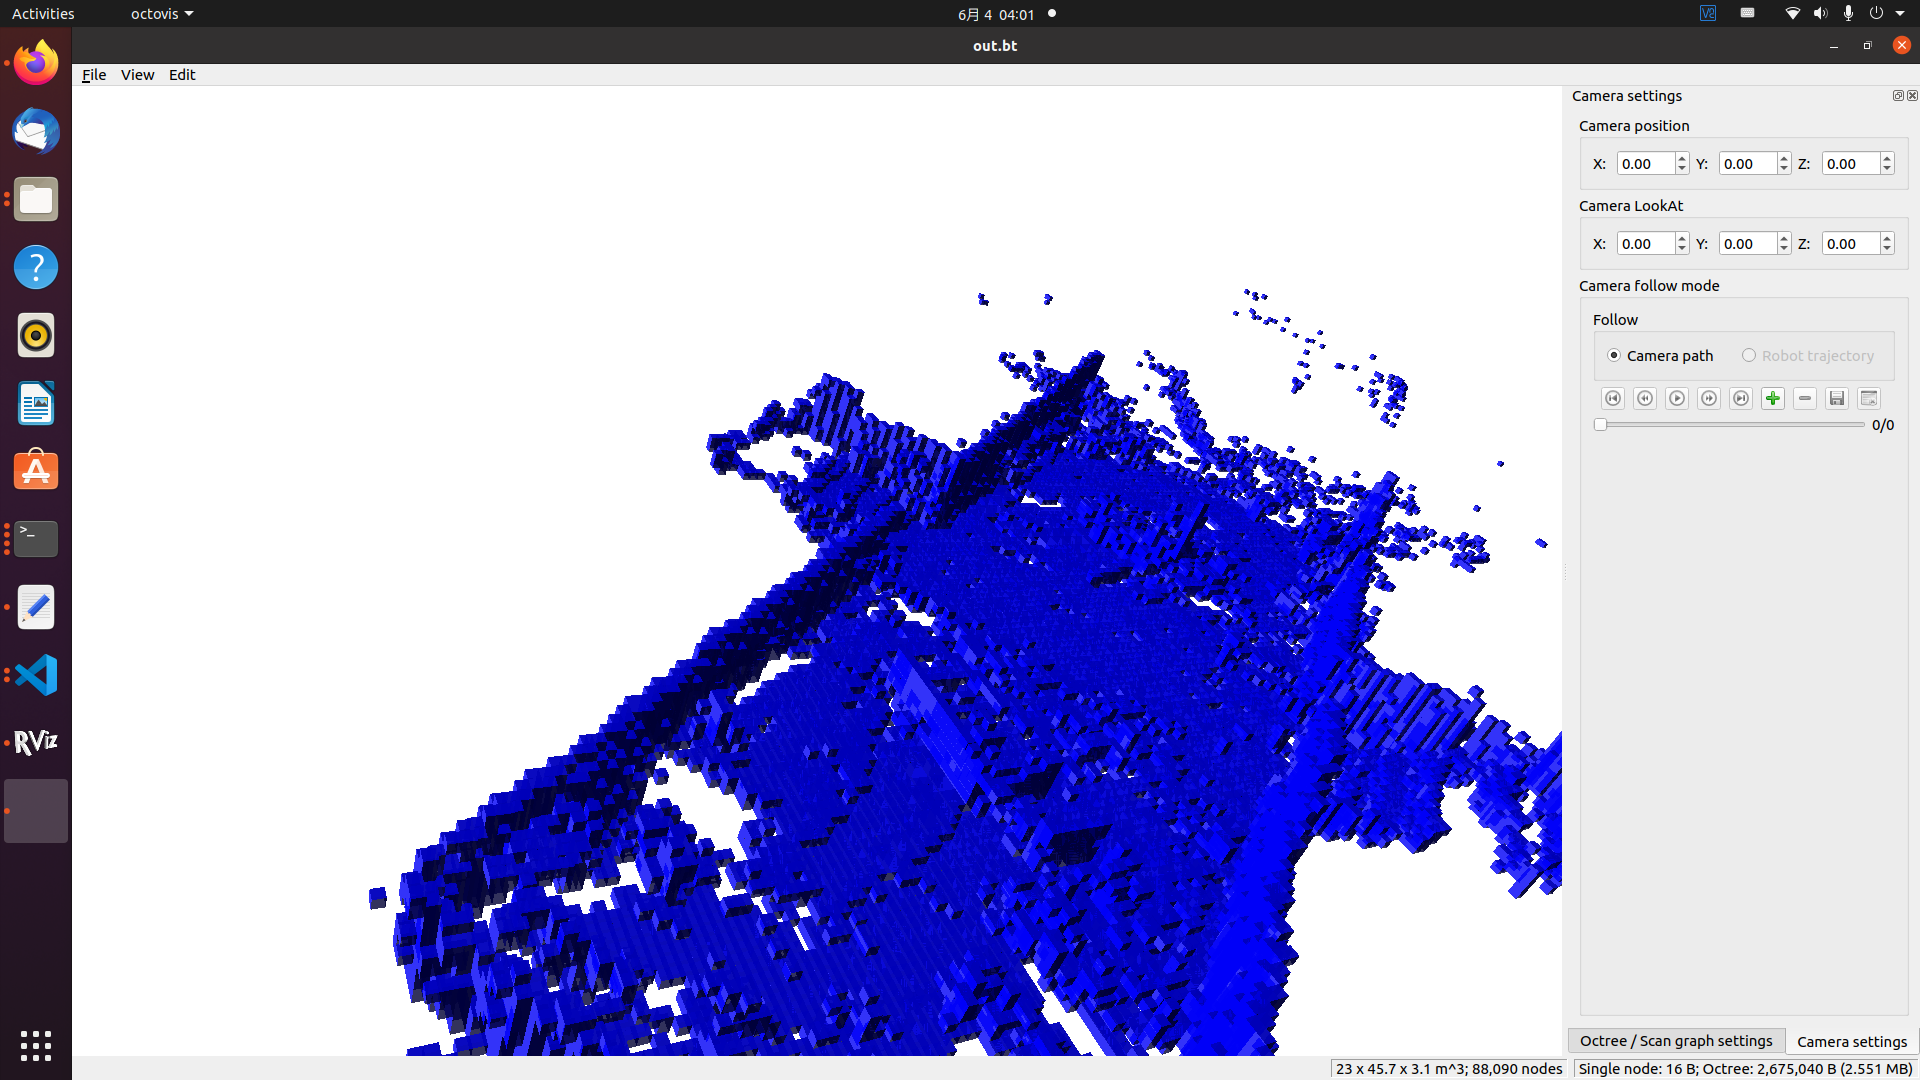 Activities
octovis
6月 4 04:01
V2
out.bt
File View Edit
Camera settings
Camera position
X: 0.00 Y: 0.00 Z: 0.00
Camera LookAt
X: 0.00 Y: 0.00 Z: 0.00
Camera follow mode
Follow
Camera path Robot trajectory
0/0
RViz
Octree / Scan graph settings Camera settings
23 x 45.7 x 3.1 m^3; 88,090 nodes
Single node: 16 B; Octree: 2,675,040 B (2.551 MB)